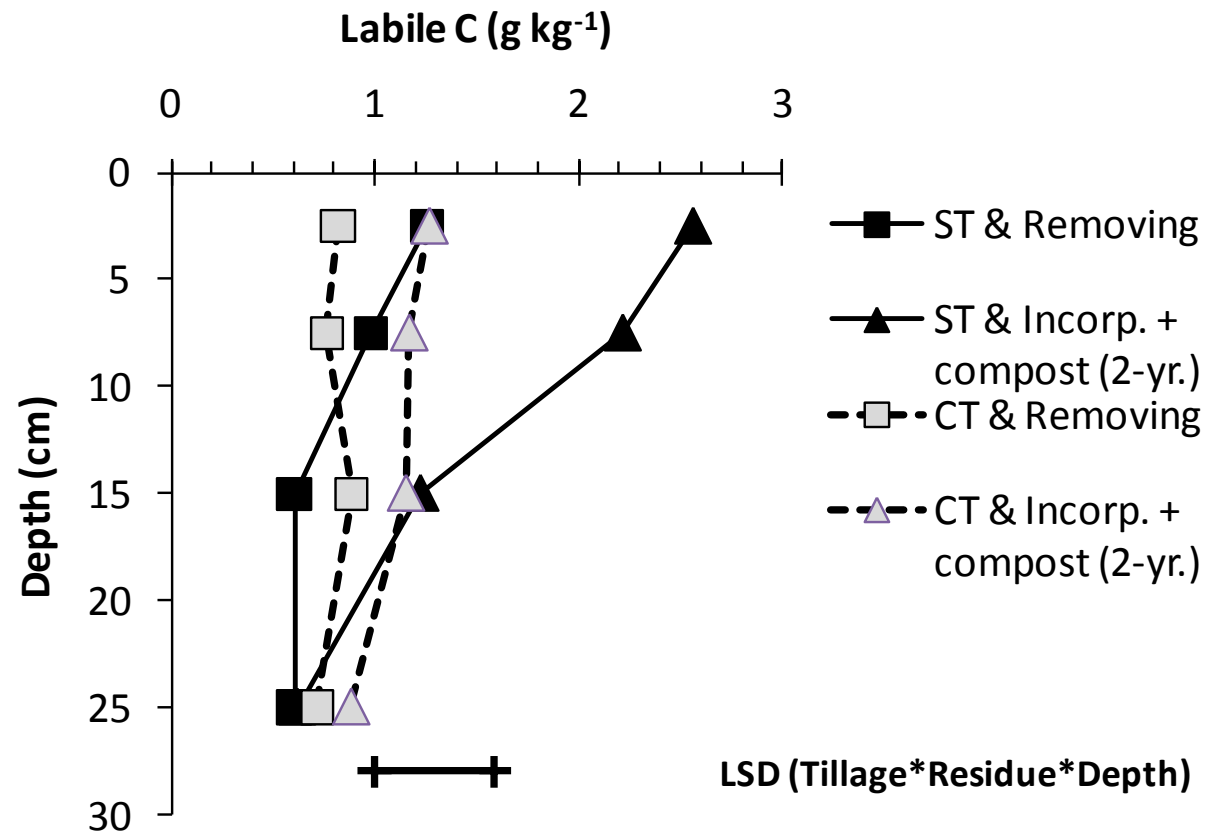 Labile C (g kg⁻¹)
0 1 2 3
0
5
10
15
20
25
30
Depth (cm)
ST & Removing
ST & Incorp. +
compost (2-yr.)
CT & Removing
CT & Incorp. +
compost (2-yr.)
LSD (Tillage*Residue*Depth)